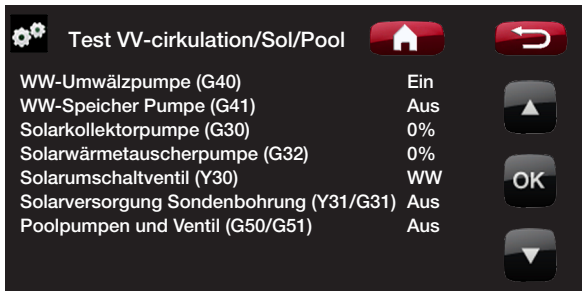 Test VV-cirkulation/Sol/Pool
WW-Umwälzpumpe (G40) Ein
WW-Speicher Pumpe (G41) Aus
Solarkollektorpumpe (G30) 0%
Solarwärmetauscherpumpe (G32) 0%
Solarumschaltventil (Y30) WW
Solarversorgung Sondenbohrung (Y31/G31) Aus
Poolpumpen und Ventil (G50/G51) Aus
OK